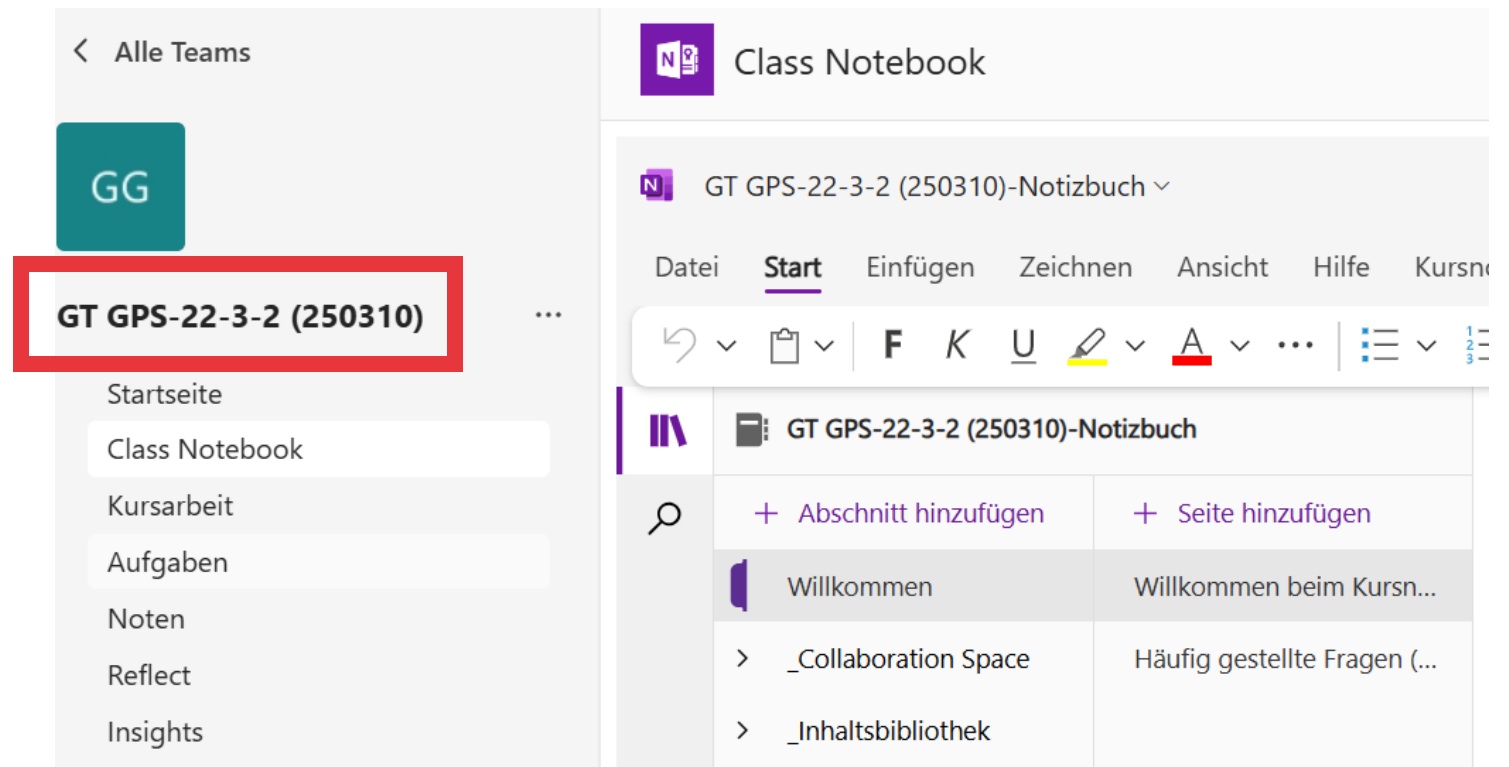 Alle Teams
GG
GT GPS-22-3-2 (250310)
Startseite
Class Notebook
Kursarbeit
Aufgaben
Noten
Reflect
Insights
Class Notebook
GT GPS-22-3-2 (250310)-Notizbuch
Datei Start Einfügen Zeichnen Ansicht Hilfe Kursn
F K U A
GT GPS-22-3-2 (250310)-Notizbuch
+ Abschnitt hinzufügen + Seite hinzufügen
Willkommen Willkommen beim Kursn...
_Collaboration Space Häufig gestellte Fragen (...
_Inhaltsbibliothek